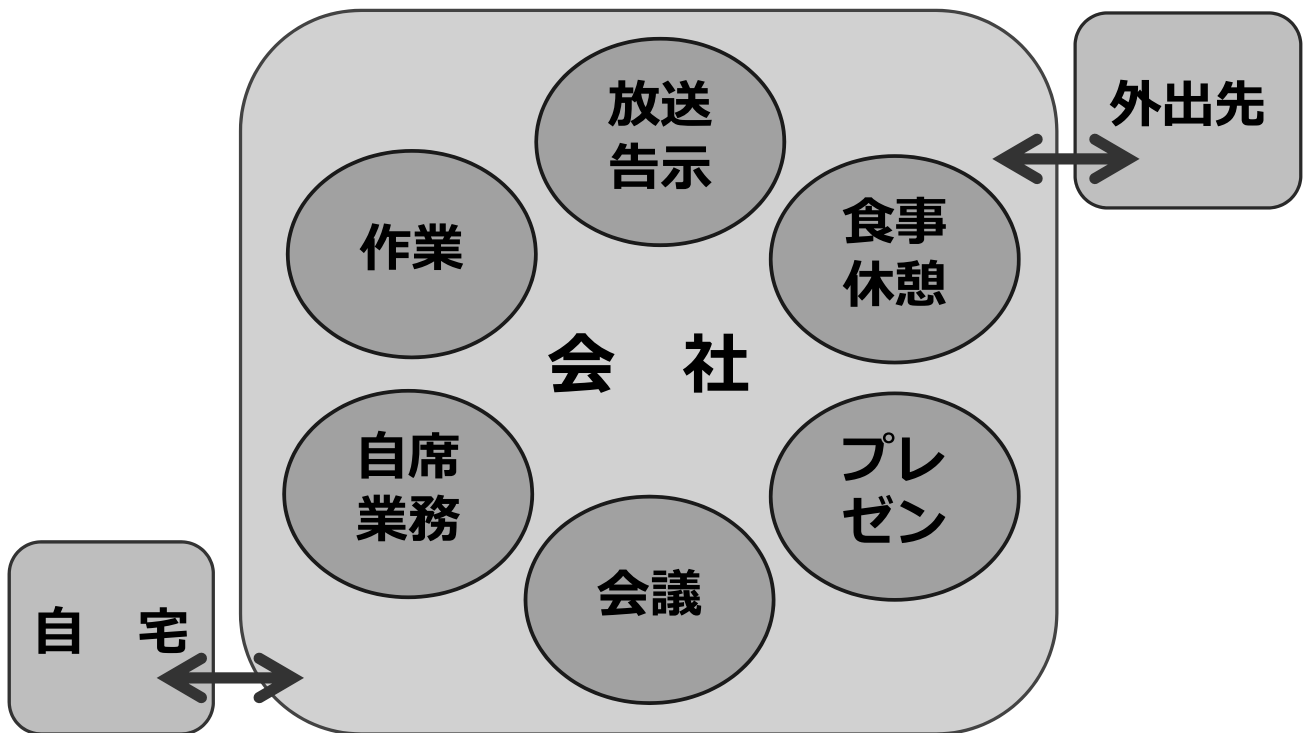 放送
告示
外出先
作業
食事
休憩
会　社
自席
業務
プレ
ゼン
会議
自　宅